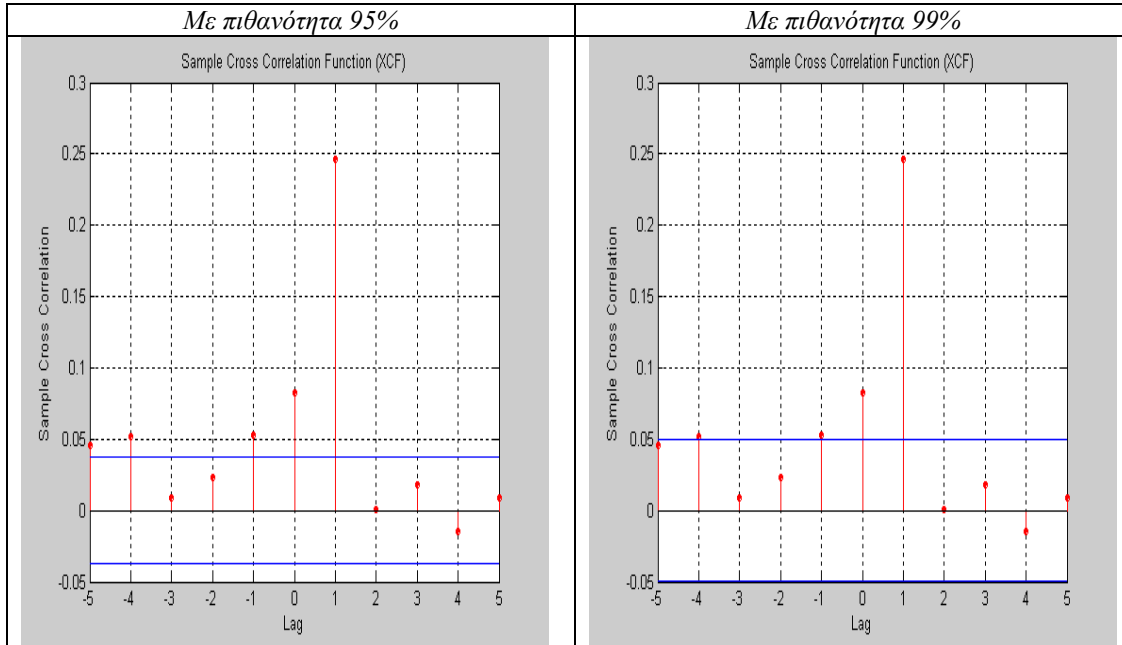 Με πιθανότητα 95%
Sample Cross Correlation Function (XCF)
0.3
0.25
0.2
0.15
0.1
0.05
0
-0.05
Sample Cross Correlation
-5 -4 -3 -2 -1 0 1 2 3 4 5
Lag
Με πιθανότητα 99%
Sample Cross Correlation Function (XCF)
0.3
0.25
0.2
0.15
0.1
0.05
0
-0.05
Sample Cross Correlation
-5 -4 -3 -2 -1 0 1 2 3 4 5
Lag